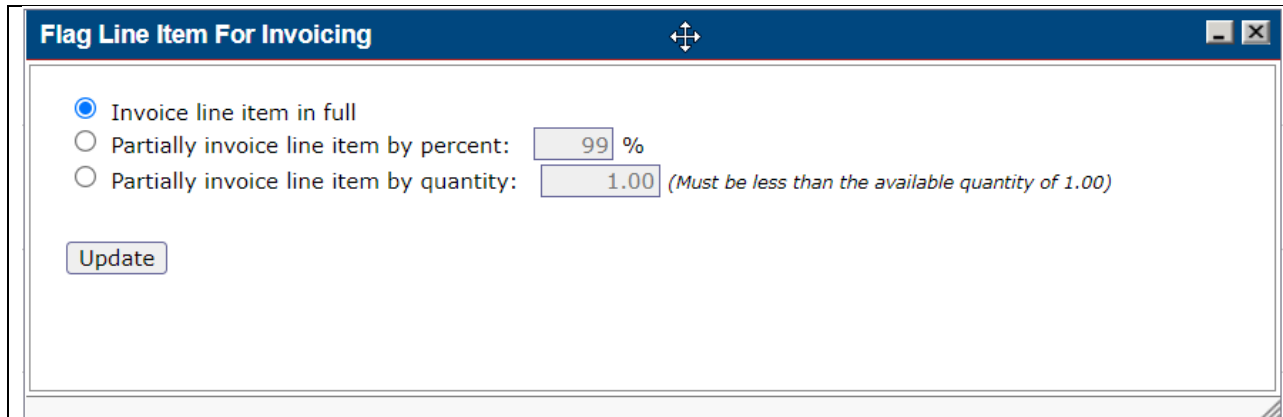 Flag Line Item For Invoicing
Invoice line item in full
Partially invoice line item by percent: 99 %
Partially invoice line item by quantity: 1.00 (Must be less than the available quantity of 1.00)
Update